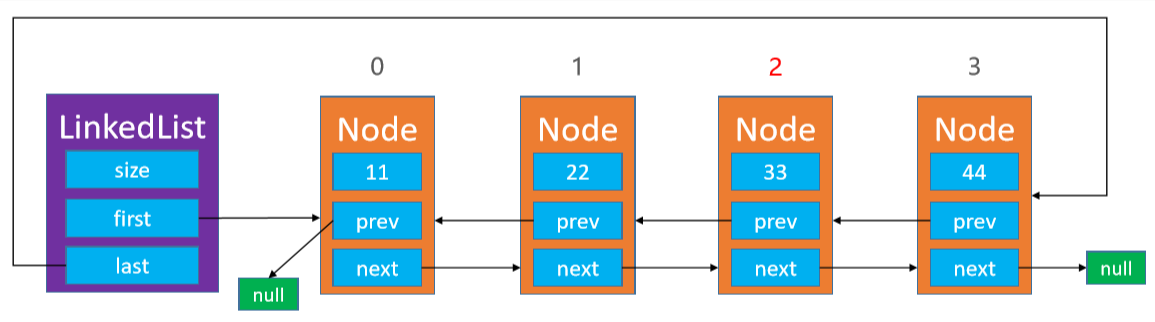 0 1 2 3
LinkedList Node Node Node Node
size 11 22 33 44
first prev prev prev prev
last next next next next null
null